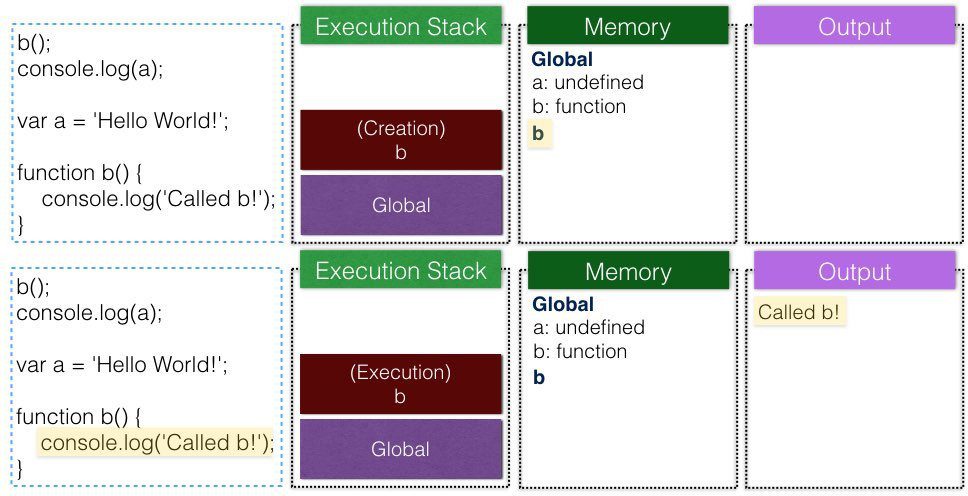 b();
console.log(a);
var a = 'Hello World!';
function b() {
console.log('Called b!');
}
Execution Stack
(Creation)
b
Global
Memory
Global
a: undefined
b: function
b
Output
b();
console.log(a);
var a = 'Hello World!';
function b() {
console.log('Called b!');
}
Execution Stack
(Execution)
b
Global
Memory
Global
a: undefined
b: function
b
Output
Called b!